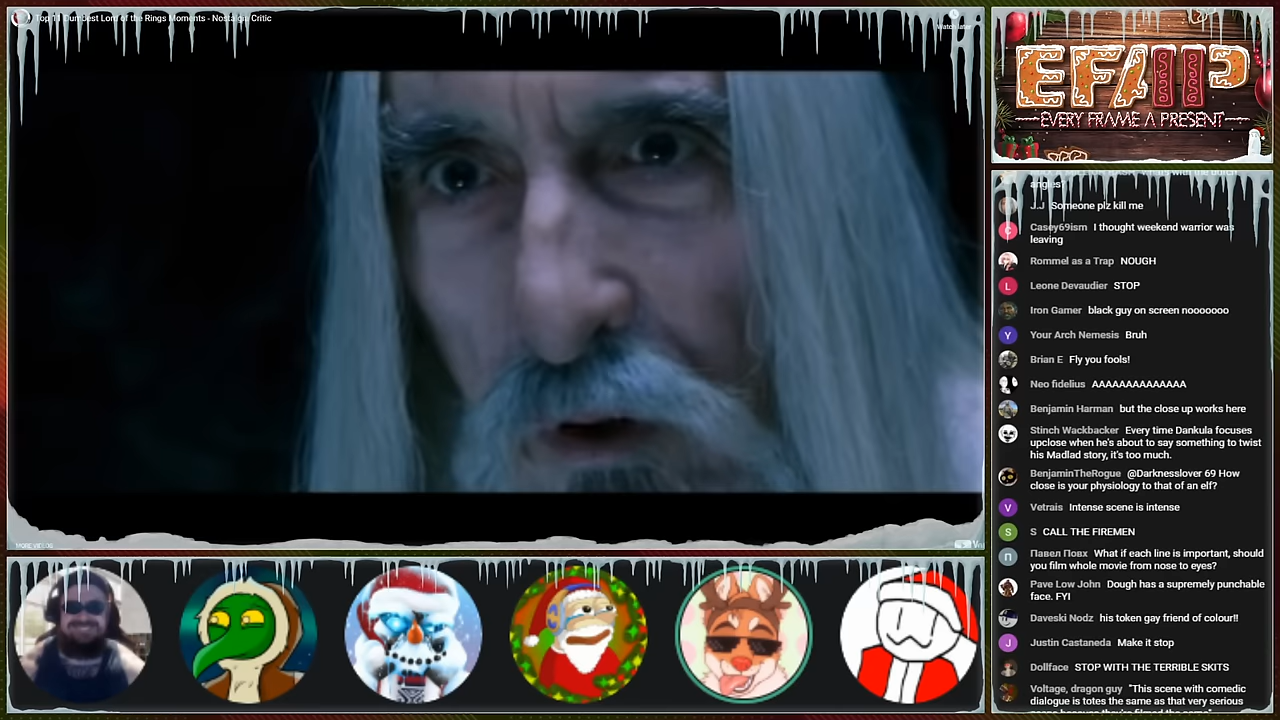 Top 11 Dumbest Lord of the Rings Moments - Nostalgia Critic
Watch later
MORE VIDEOS
EFAP
EVERY FRAME A PRESENT
angles
J.J Someone plz kill me
Casey69ism I thought weekend warrior was
leaving
Rommel as a Trap NOUGH
L Leone Devaudier STOP
Iron Gamer black guy on screen nooooooo
Y Your Arch Nemesis Bruh
Brian E Fly you fools!
Neo fidelius AAAAAAAAAAAAAA
Benjamin Harman but the close up works here
Stinch Wackbacker Every time Dankula focuses
upclose when he's about to say something to twist
his Madlad story, it's too much.
BenjaminTheRogue @Darknesslover 69 How
close is your physiology to that of an elf?
V Vetrais Intense scene is intense
S S CALL THE FIREMEN
П Павел Повх What if each line is important, should
you film whole movie from nose to eyes?
Pave Low John Dough has a supremely punchable
face. FYI
Daveski Nodz his token gay friend of colour!!
J Justin Castaneda Make it stop
Dollface STOP WITH THE TERRIBLE SKITS
Voltage, dragon guy "This scene with comedic
dialogue is totes the same as that very serious